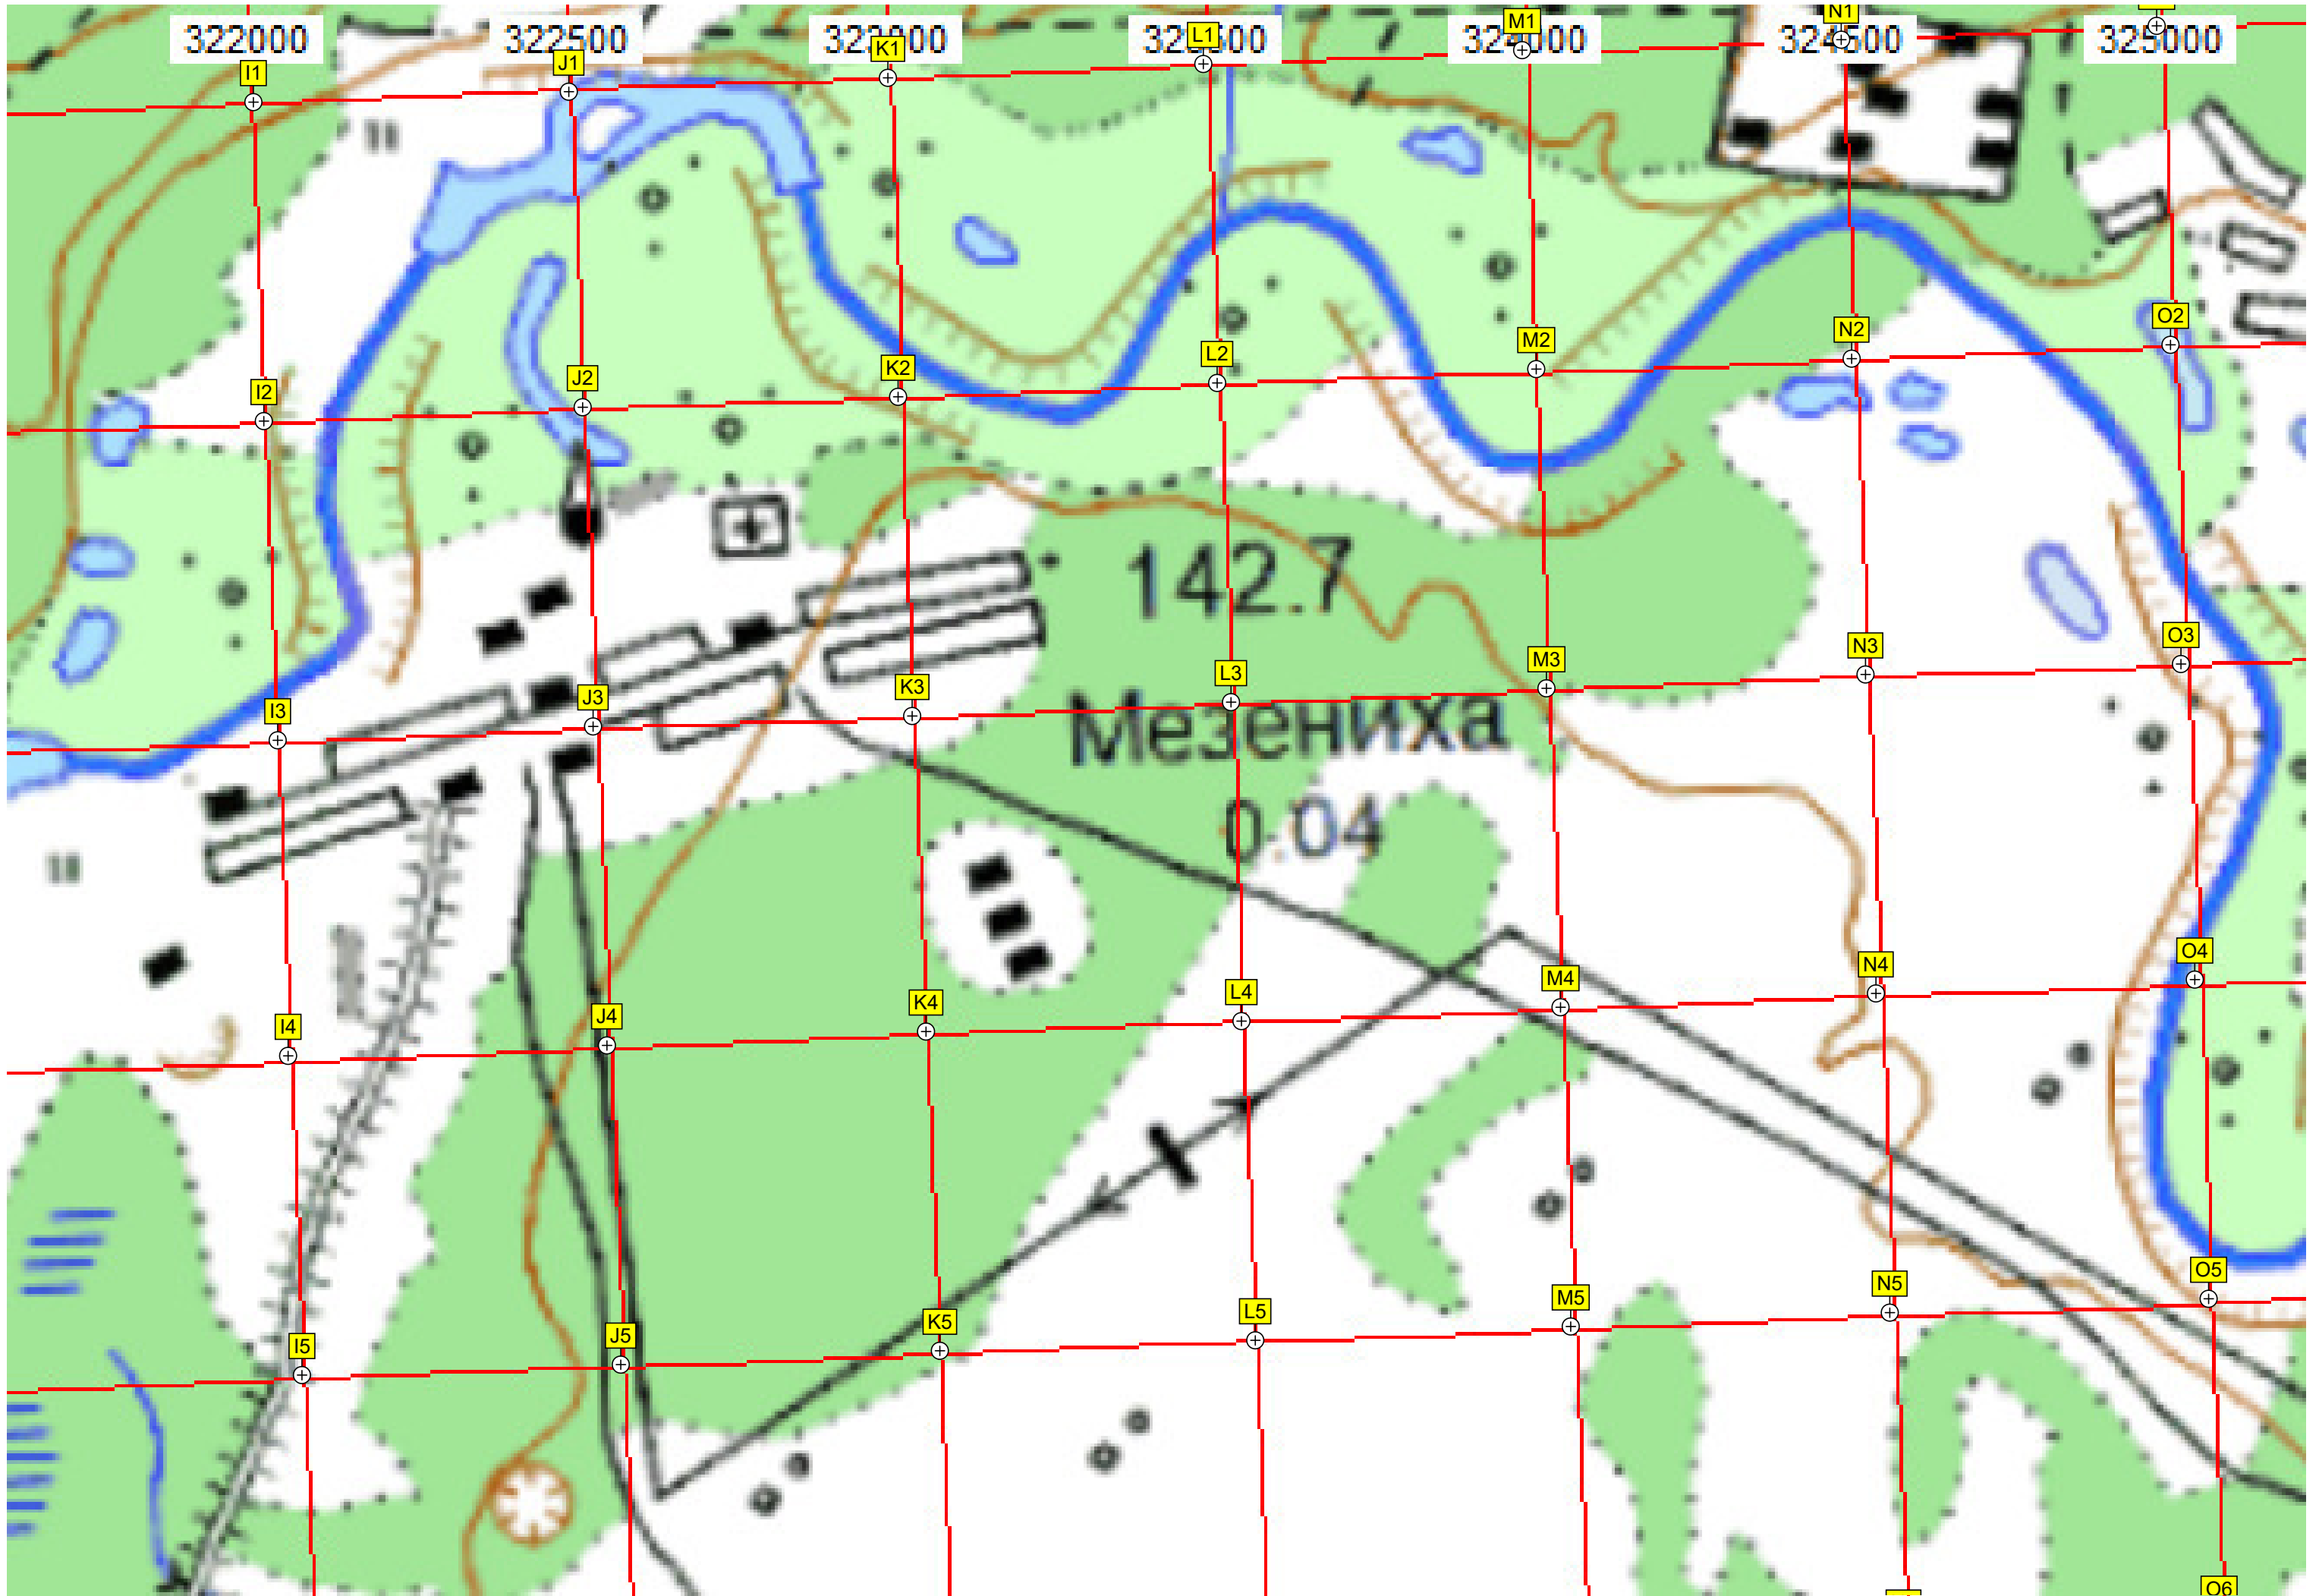 322000 322500 324000 325000
I1 J1 K1 L1 M1 N1
I2 J2 K2 L2 M2 N2 O2
142.7
I3 J3 K3 L3 M3 N3 O3
Мезениха
0.04
I4 J4 K4 L4 M4 N4 O4
I5 J5 K5 L5 M5 N5 O5
O6